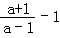 a+1
a − 1 − 1